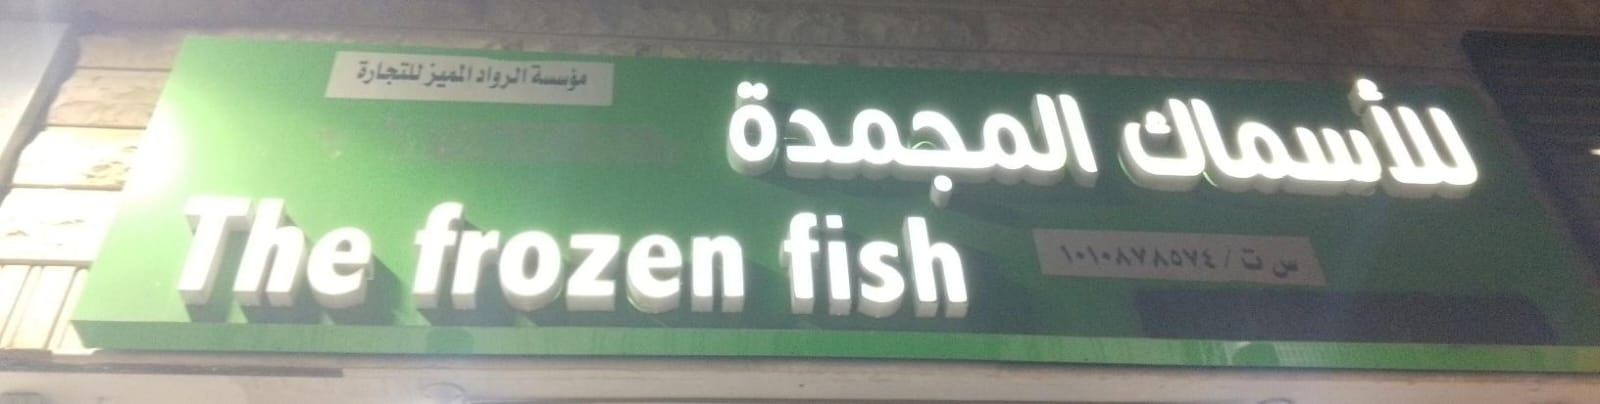 مؤسسة الرواد المميز للتجارة
للأسماك المجمدة
The frozen fish
س ت / ١٠١٠٨٧٨٥٧٤